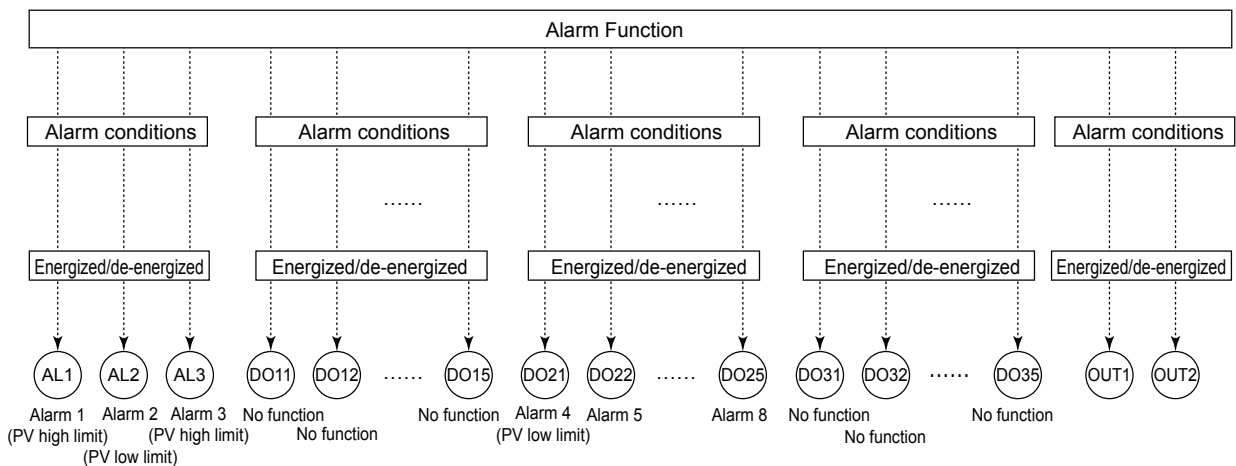 Alarm Function
Alarm conditions Alarm conditions Alarm conditions Alarm conditions Alarm conditions
...... ...... ......
Energized/de-energized Energized/de-energized Energized/de-energized Energized/de-energized Energized/de-energized
AL1 AL2 AL3 DO11 DO12 ...... DO15 DO21 DO22 ...... DO25 DO31 DO32 ...... DO35 OUT1 OUT2
Alarm 1 Alarm 2 Alarm 3 No function No function Alarm 4 Alarm 5 Alarm 8 No function No function
(PV high limit) (PV high limit) No function (PV low limit) No function
(PV low limit)